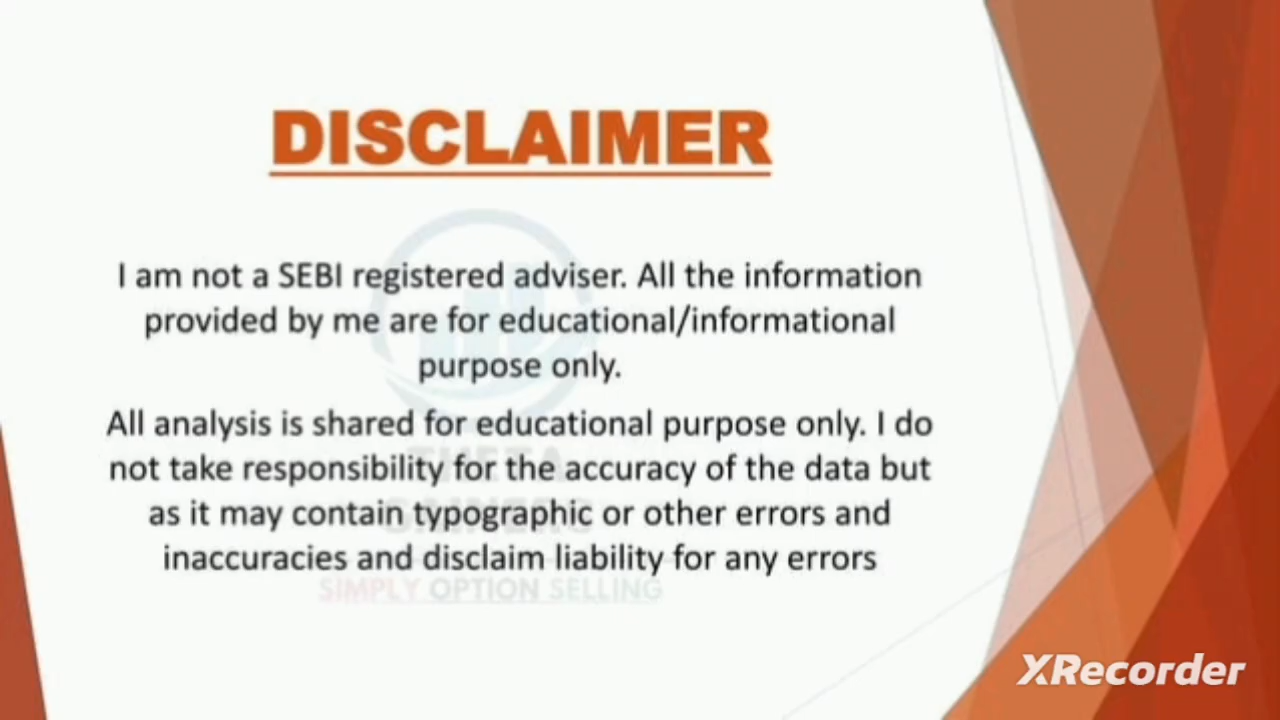 DISCLAIMER
I am not a SEBI registered adviser. All the information
provided by me are for educational/informational
purpose only.
All analysis is shared for educational purpose only. I do
not take responsibility for the accuracy of the data but
as it may contain typographic or other errors and
inaccuracies and disclaim liability for any errors
THETA
GAINERS
SIMPLY OPTION SELLING
XRecorder